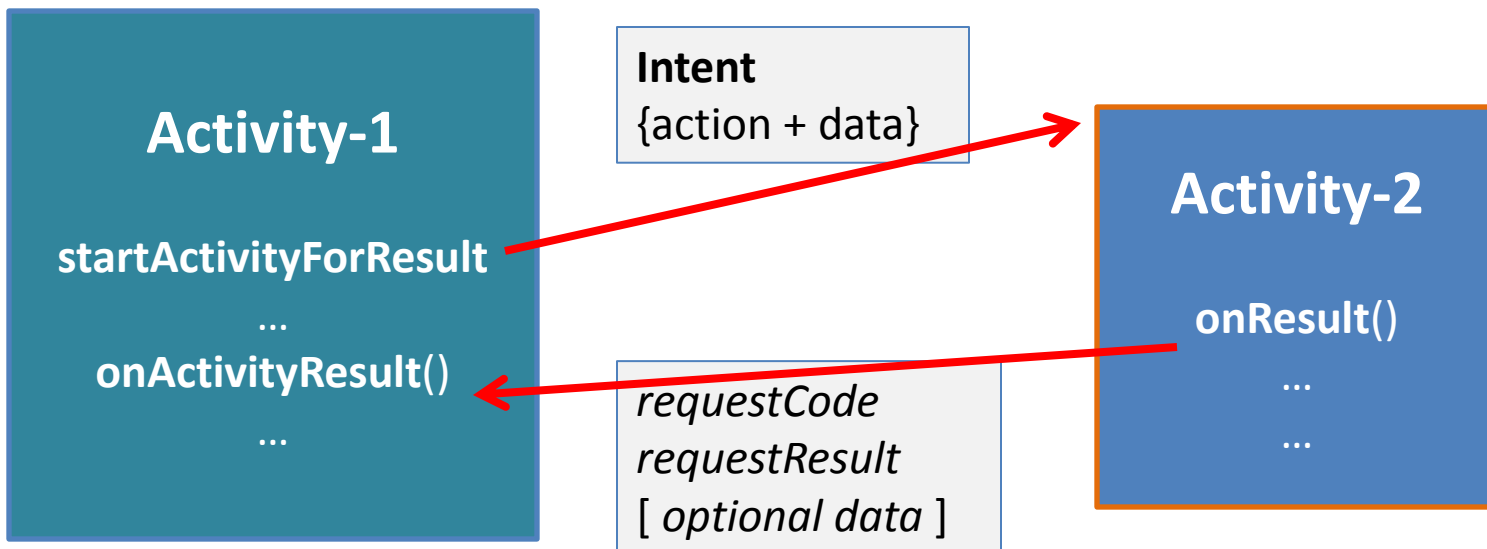 Activity-1
startActivityForResult
...
onActivityResult()
...
Intent
{action + data}
requestCode
requestResult
[ optional data ]
Activity-2
onResult()
...
...